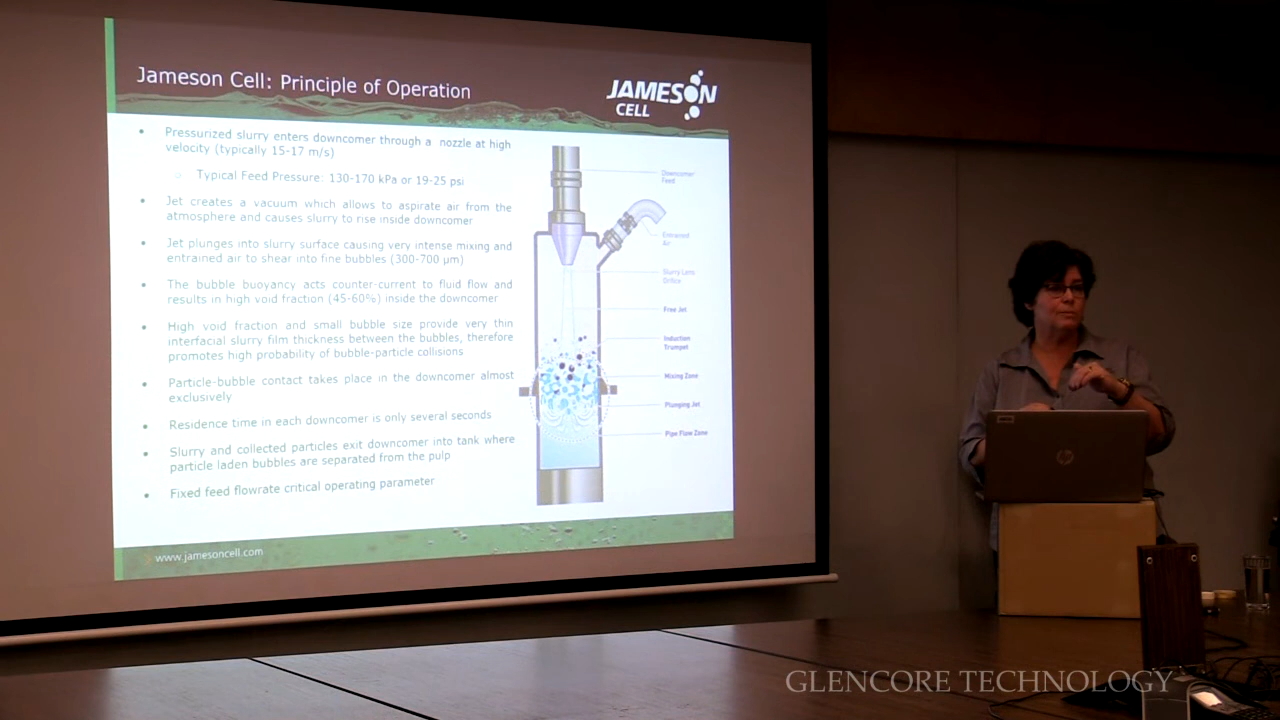 Jameson Cell: Principle of Operation
JAMESON
CELL
• Pressurized slurry enters downcomer through a nozzle at high
velocity (typically 15-17 m/s)
○ Typical Feed Pressure: 130-170 kPa or 19-25 psi
• Jet creates a vacuum which allows to aspirate air from the
atmosphere and causes slurry to rise inside downcomer
• Jet plunges into slurry surface causing very intense mixing and
entrained air to shear into fine bubbles (300-700 µm)
• The bubble buoyancy acts counter-current to fluid flow and
results in high void fraction (45-60%) inside the downcomer
• High void fraction and small bubble size provide very thin
interfacial slurry film thickness between the bubbles, therefore
promotes high probability of bubble-particle collisions
• Particle-bubble contact takes place in the downcomer almost
exclusively
• Residence time in each downcomer is only several seconds
• Slurry and collected particles exit downcomer into tank where
particle laden bubbles are separated from the pulp
• Fixed feed flowrate critical operating parameter
Downcomer
Feed
Entrained
Air
Slurry Lens
Orifice
Free Jet
Induction
Trumpet
Mixing Zone
Plunging Jet
Pipe Flow Zone
www.jamesoncell.com
hp
GLENCORE TECHNOLOGY